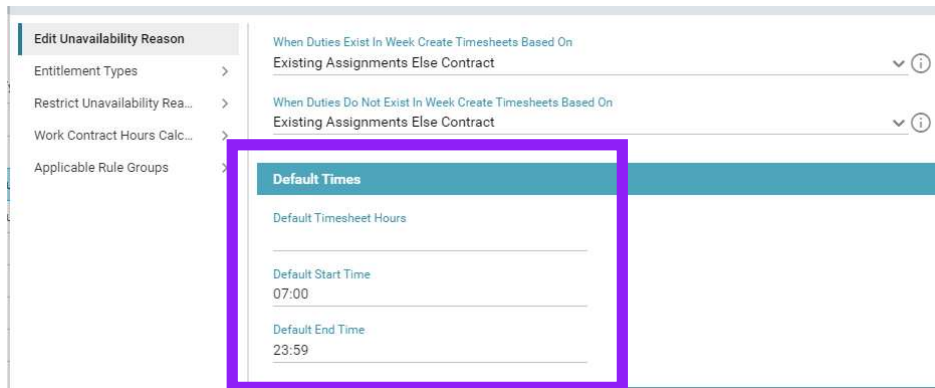 Edit Unavailability Reason
Entitlement Types
Restrict Unavailability Rea...
Work Contract Hours Calc...
Applicable Rule Groups
When Duties Exist In Week Create Timesheets Based On
Existing Assignments Else Contract
When Duties Do Not Exist In Week Create Timesheets Based On
Existing Assignments Else Contract
Default Times
Default Timesheet Hours
Default Start Time
07:00
Default End Time
23:59